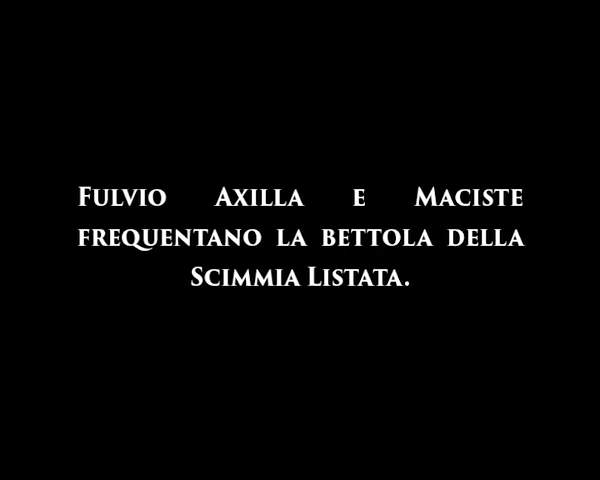 Fulvio Axilla e Maciste
frequentano la bettola della
Scimmia Listata.